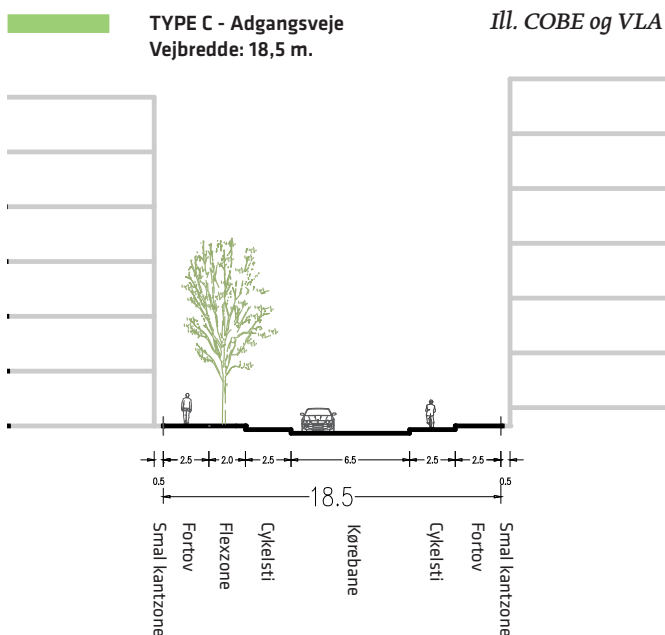 TYPE C - Adgangsveje
Vejbredde: 18,5 m.
Ill. COBE og VLA
2.5 2.0 2.5 6.5 2.5 2.5
0.5 0.5
18.5
Smal kantzone
Fortov
Flexzone
Cykelsti
Kørebane
Cykelsti
Fortov
Smal kantzone